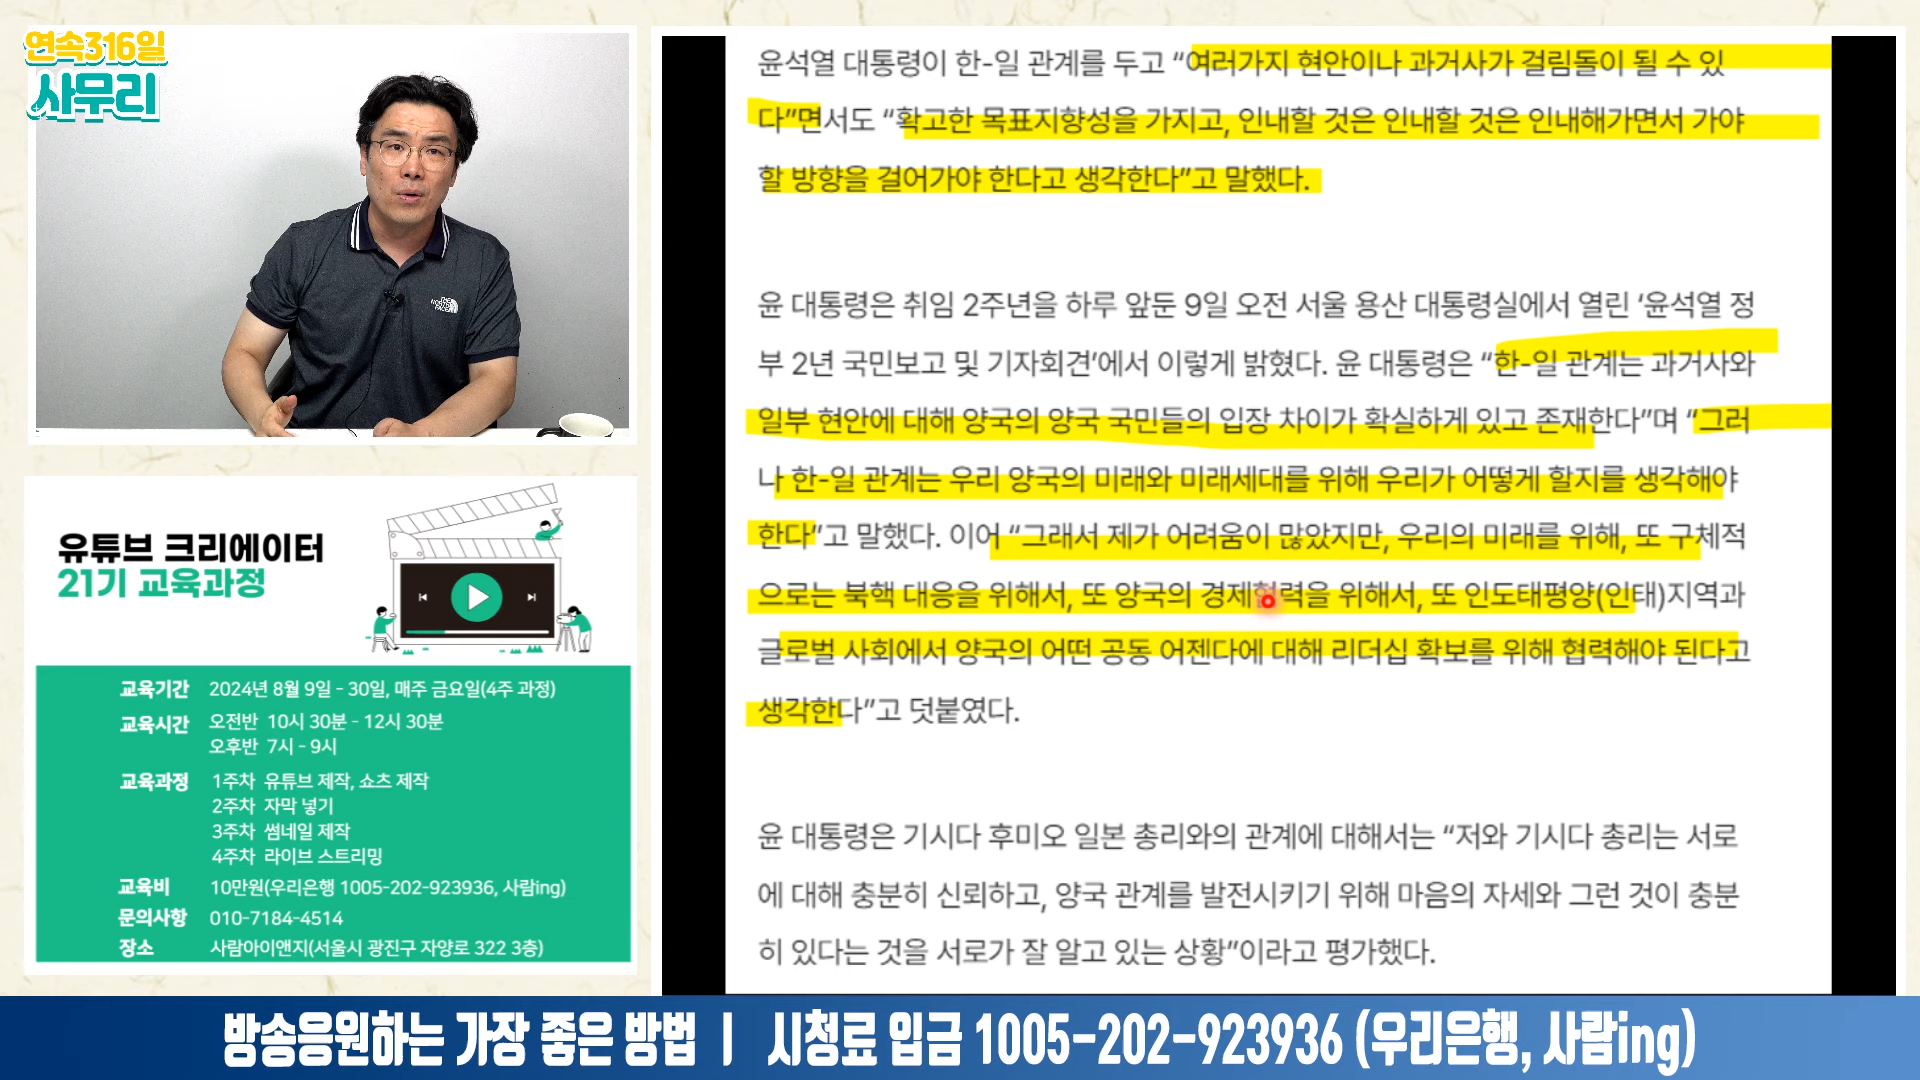 연속316일
사무리
THE NORTH FACE
유튜브 크리에이터
21기 교육과정
교육기간 2024년 8월 9일 - 30일, 매주 금요일(4주 과정)
교육시간 오전반 10시 30분 - 12시 30분
오후반 7시 - 9시
교육과정 1주차 유튜브 제작, 쇼츠 제작
2주차 자막 넣기
3주차 썸네일 제작
4주차 라이브 스트리밍
교육비 10만원(우리은행 1005-202-923936, 사람ing)
문의사항 010-7184-4514
장소 사람아이앤지(서울시 광진구 자양로 322 3층)
윤석열 대통령이 한-일 관계를 두고 “여러가지 현안이나 과거사가 걸림돌이 될 수 있
다”면서도 “확고한 목표지향성을 가지고, 인내할 것은 인내할 것은 인내해가면서 가야
할 방향을 걸어가야 한다고 생각한다”고 말했다.
윤 대통령은 취임 2주년을 하루 앞둔 9일 오전 서울 용산 대통령실에서 열린 ‘윤석열 정
부 2년 국민보고 및 기자회견’에서 이렇게 밝혔다. 윤 대통령은 “한-일 관계는 과거사와
일부 현안에 대해 양국의 양국 국민들의 입장 차이가 확실하게 있고 존재한다”며 “그러
나 한-일 관계는 우리 양국의 미래와 미래세대를 위해 우리가 어떻게 할지를 생각해야
한다”고 말했다. 이어 “그래서 제가 어려움이 많았지만, 우리의 미래를 위해, 또 구체적
으로는 북핵 대응을 위해서, 또 양국의 경제협력을 위해서, 또 인도태평양(인태)지역과
글로벌 사회에서 양국의 어떤 공동 어젠다에 대해 리더십 확보를 위해 협력해야 된다고
생각한다”고 덧붙였다.
윤 대통령은 기시다 후미오 일본 총리와의 관계에 대해서는 “저와 기시다 총리는 서로
에 대해 충분히 신뢰하고, 양국 관계를 발전시키기 위해 마음의 자세와 그런 것이 충분
히 있다는 것을 서로가 잘 알고 있는 상황”이라고 평가했다.
방송응원하는 가장 좋은 방법 | 시청료 입금 1005-202-923936 (우리은행, 사람ing)